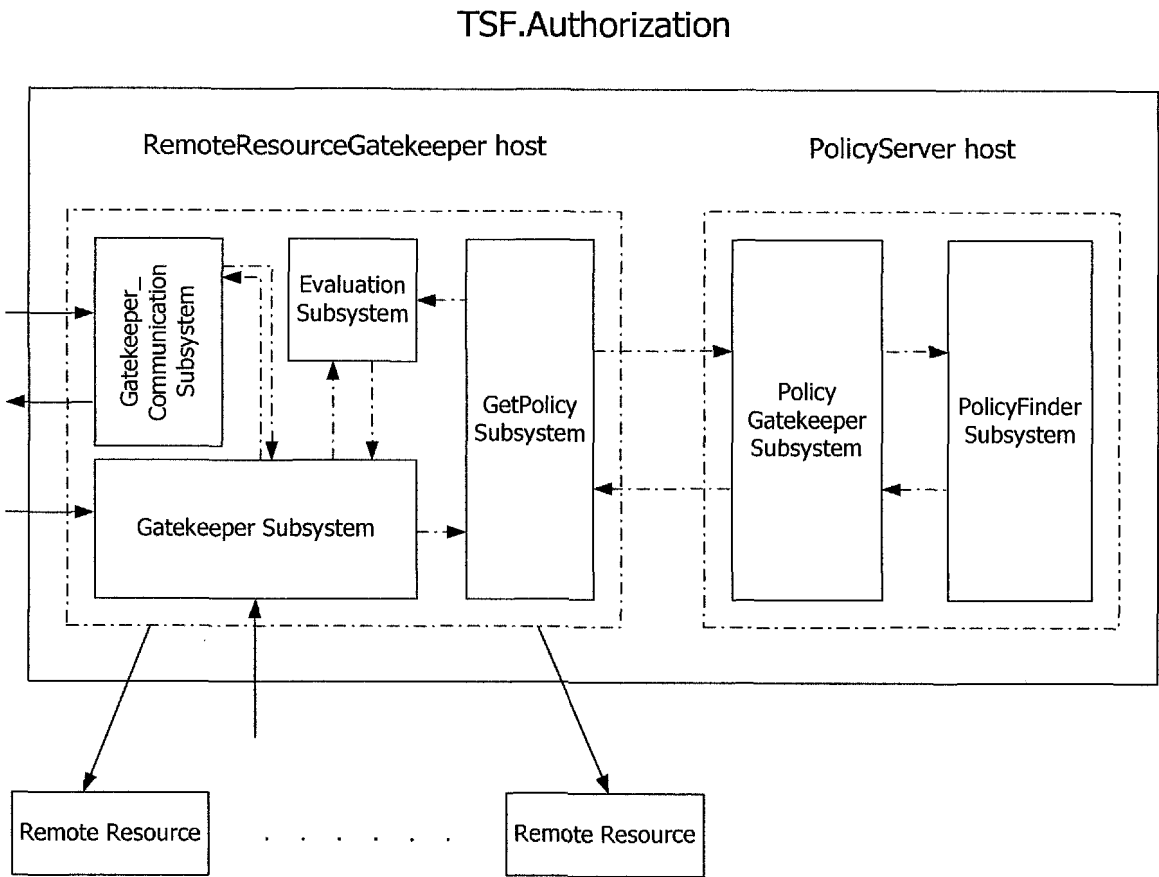 TSF.Authorization
RemoteResourceGatekeeper host
PolicyServer host
Gatekeeper_
Communication
Subsystem
Evaluation
Subsystem
GetPolicy
Subsystem
Policy
Gatekeeper
Subsystem
PolicyFinder
Subsystem
Gatekeeper Subsystem
Remote Resource
. . . . . .
Remote Resource